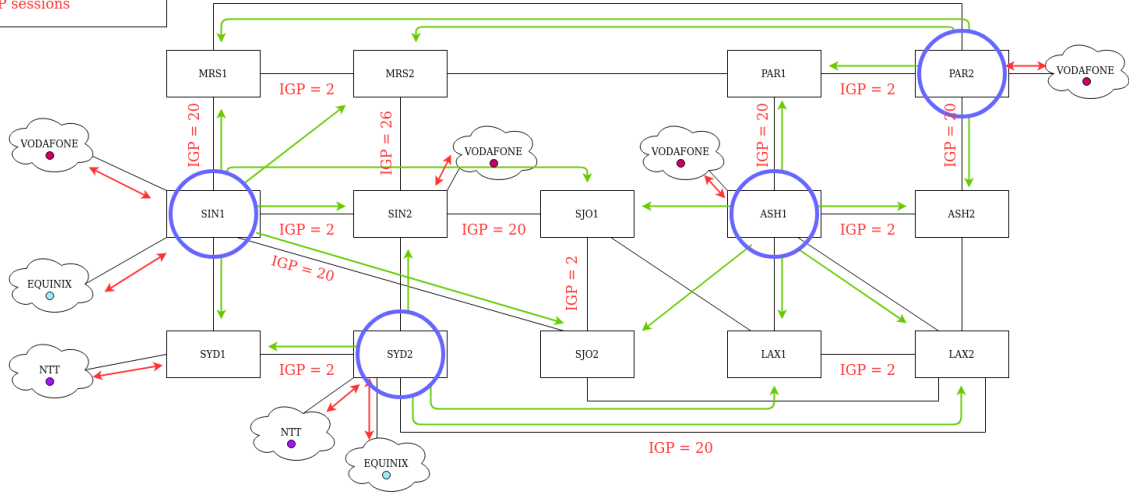 P sessions
MRS1
MRS2
PAR1
PAR2
VODAFONE
IGP = 2
IGP = 2
IGP = 20
IGP = 26
IGP = 20
IGP = 20
VODAFONE
VODAFONE
VODAFONE
SIN1
SIN2
SJO1
ASH1
ASH2
IGP = 2
IGP = 20
IGP = 2
EQUINIX
IGP = 20
IGP = 2
SYD1
SYD2
SJO2
LAX1
LAX2
NTT
IGP = 2
IGP = 2
NTT
IGP = 20
EQUINIX